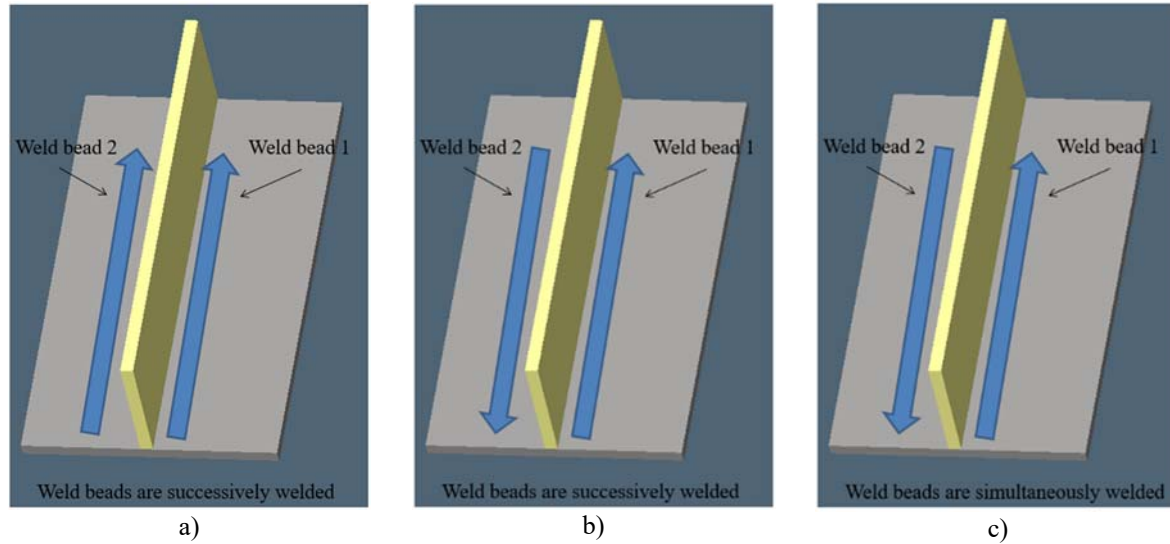 Weld bead 2
Weld bead 1
Weld beads are successively welded
a)
Weld bead 2
Weld bead 1
Weld beads are successively welded
b)
Weld bead 2
Weld bead 1
Weld beads are simultaneously welded
c)